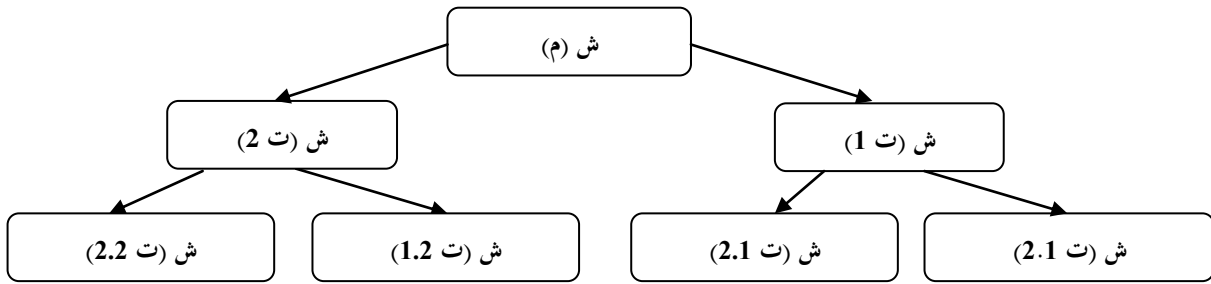 ش (م)
ش (ت 1)
ش (ت 2)
ش (ت 2.1)
ش (ت 2.1)
ش (ت 1.2)
ش (ت 2.2)